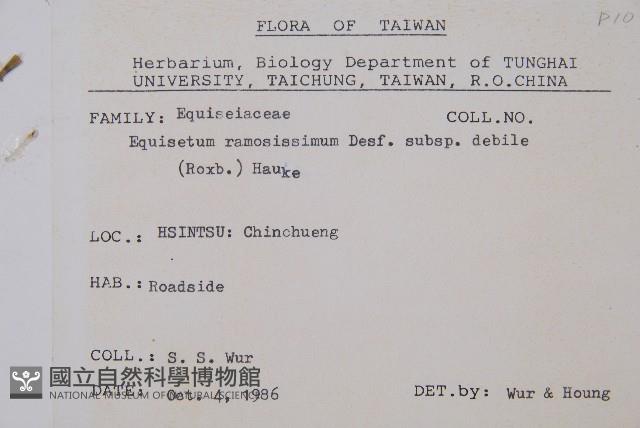 P10
FLORA OF TAIWAN
Herbarium, Biology Department of TUNGHAI
UNIVERSITY, TAICHUNG, TAIWAN, R.O.CHINA
FAMILY: Equiseiaceae COLL.NO.
Equisetum ramosissimum Desf. subsp. debile
(Roxb.) Hauke
LOC.: HSINTSU: Chinchueng
HAB.: Roadside
COLL.: S. S. Wur
國立自然科學博物館
NATIONAL MUSEUM OF NATURAL SCIENCE
DATE: Oct. 4, 1986 DET.by: Wur & Houng